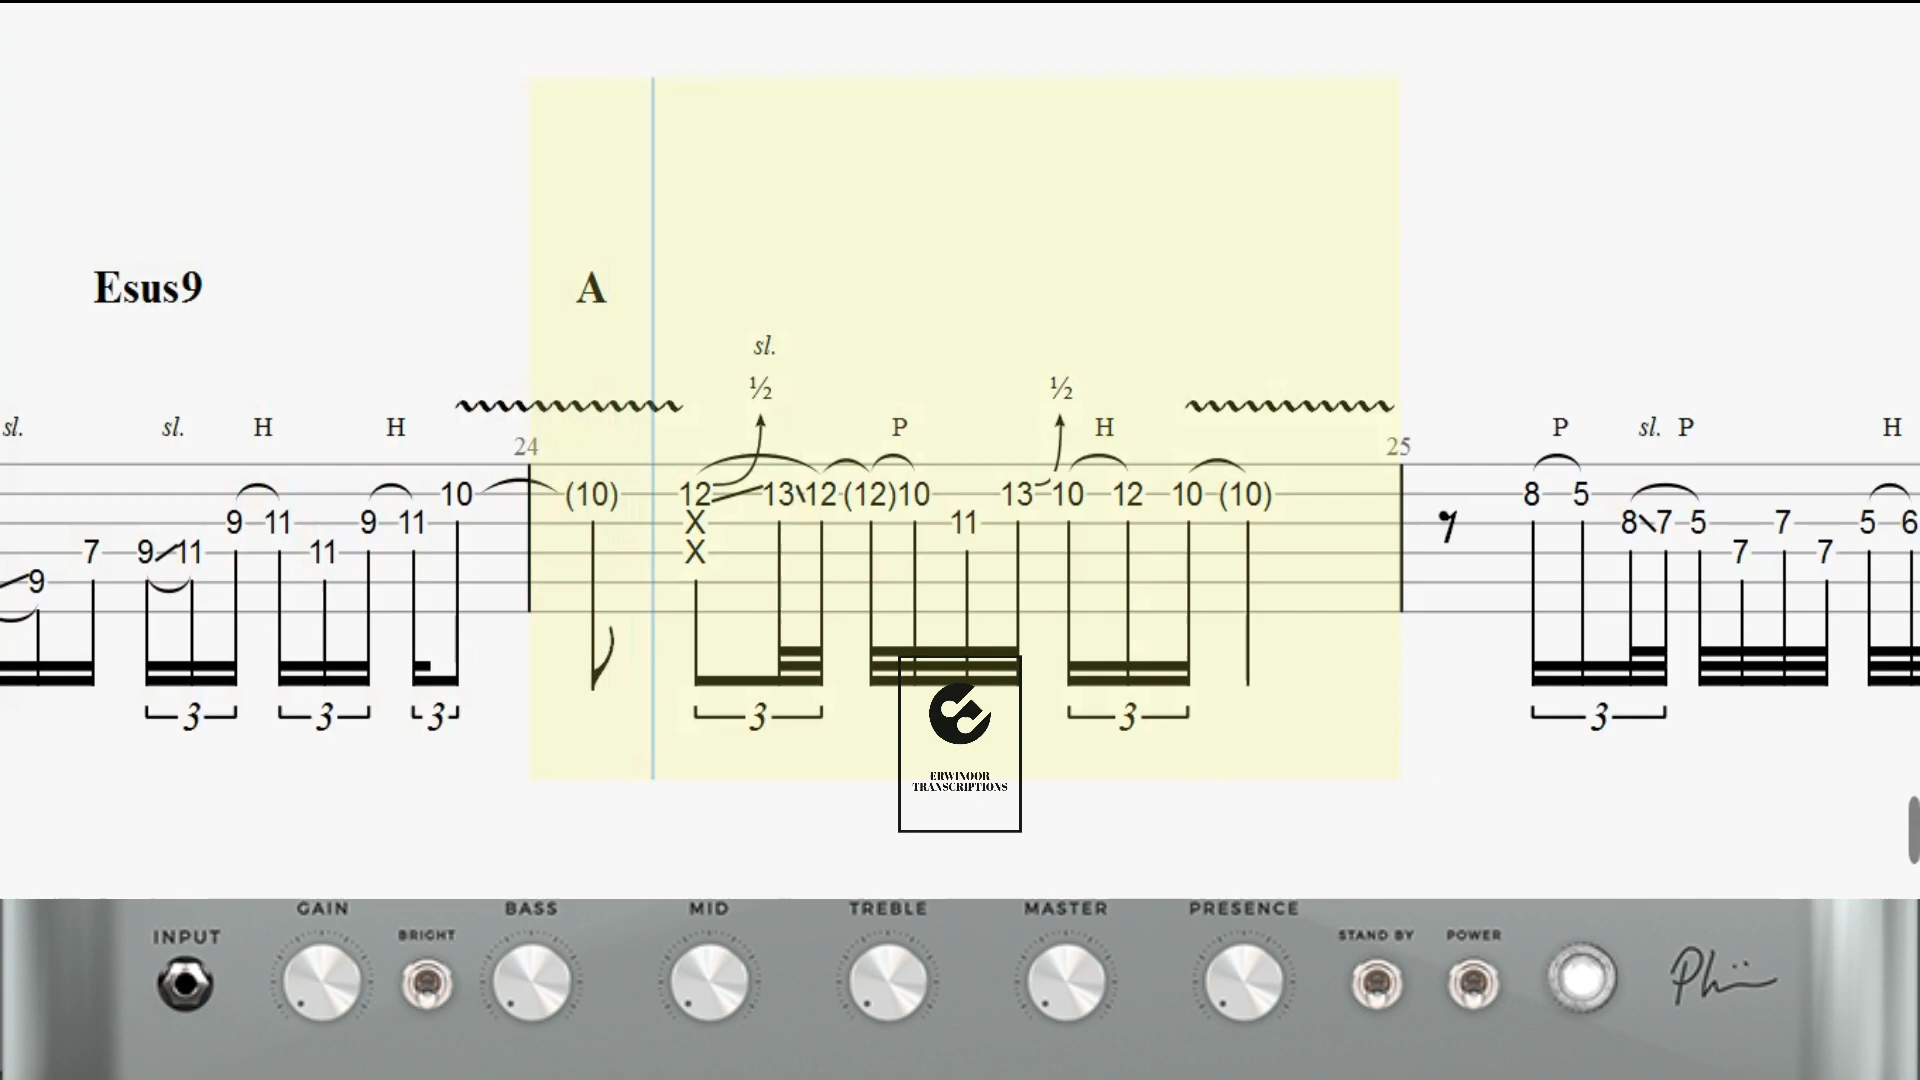 Esus9 A
sl.
½ ½
sl. sl. H H P H P sl. P H
24 25
10 (10) 12 13 12 (12) 10 13 10 12 10 (10) 8 5
9 11 9 11 X 11 8 7 5 7 5 6
7 9 11 11 X 7 7
9
3 3 3 3 3 3
ERWINOOR
TRANSCRIPTIONS
GAIN BASS MID TREBLE MASTER PRESENCE
INPUT BRIGHT STAND BY POWER